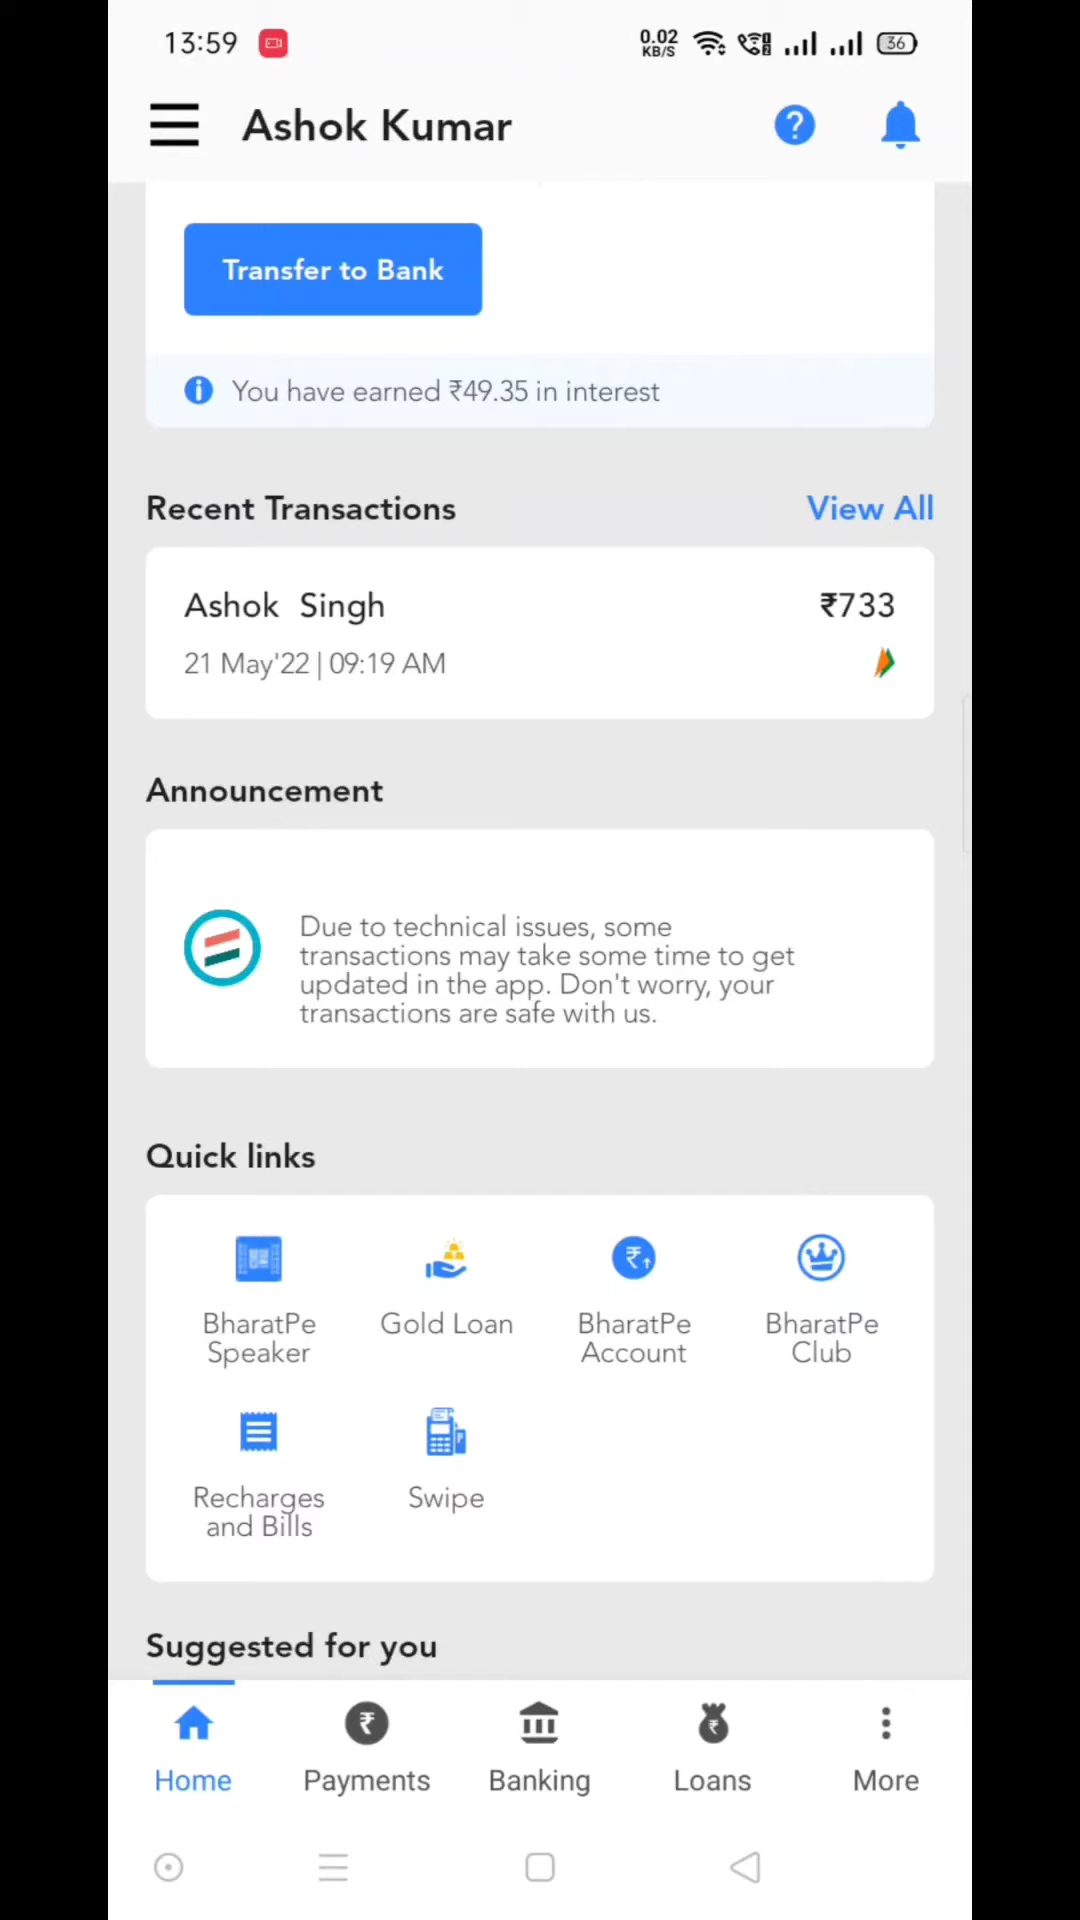 13:59
0.02
KB/S
36
Ashok Kumar
?
Transfer to Bank
You have earned ₹49.35 in interest
Recent Transactions
View All
Ashok Singh
₹733
21 May'22 | 09:19 AM
Announcement
Due to technical issues, some
transactions may take some time to get
updated in the app. Don't worry, your
transactions are safe with us.
Quick links
BharatPe
Speaker
Gold Loan
BharatPe
Account
BharatPe
Club
Recharges
and Bills
Swipe
Suggested for you
Home
Payments
Banking
Loans
More